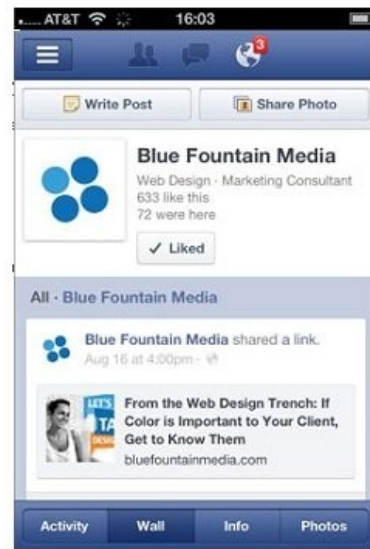 ..... AT&T 16:03
3
Write Post Share Photo
Blue Fountain Media
Web Design · Marketing Consultant
633 like this
72 were here
✓ Liked
All · Blue Fountain Media
Blue Fountain Media shared a link.
Aug 16 at 4:00pm ·
LET'S
TA
DESIG
From the Web Design Trench: If
Color is Important to Your Client,
Get to Know Them
bluefountainmedia.com
Activity Wall Info Photos